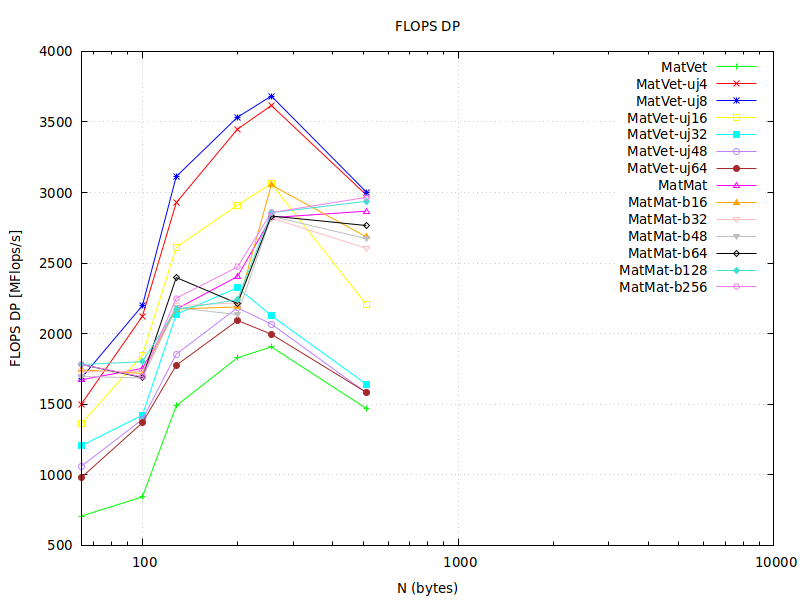 FLOPS DP
4000
3500
3000
2500
2000
1500
1000
500
FLOPS DP [MFlops/s]
MatVet
MatVet-uj4
MatVet-uj8
MatVet-uj16
MatVet-uj32
MatVet-uj48
MatVet-uj64
MatMat
MatMat-b16
MatMat-b32
MatMat-b48
MatMat-b64
MatMat-b128
MatMat-b256
100
1000
10000
N (bytes)